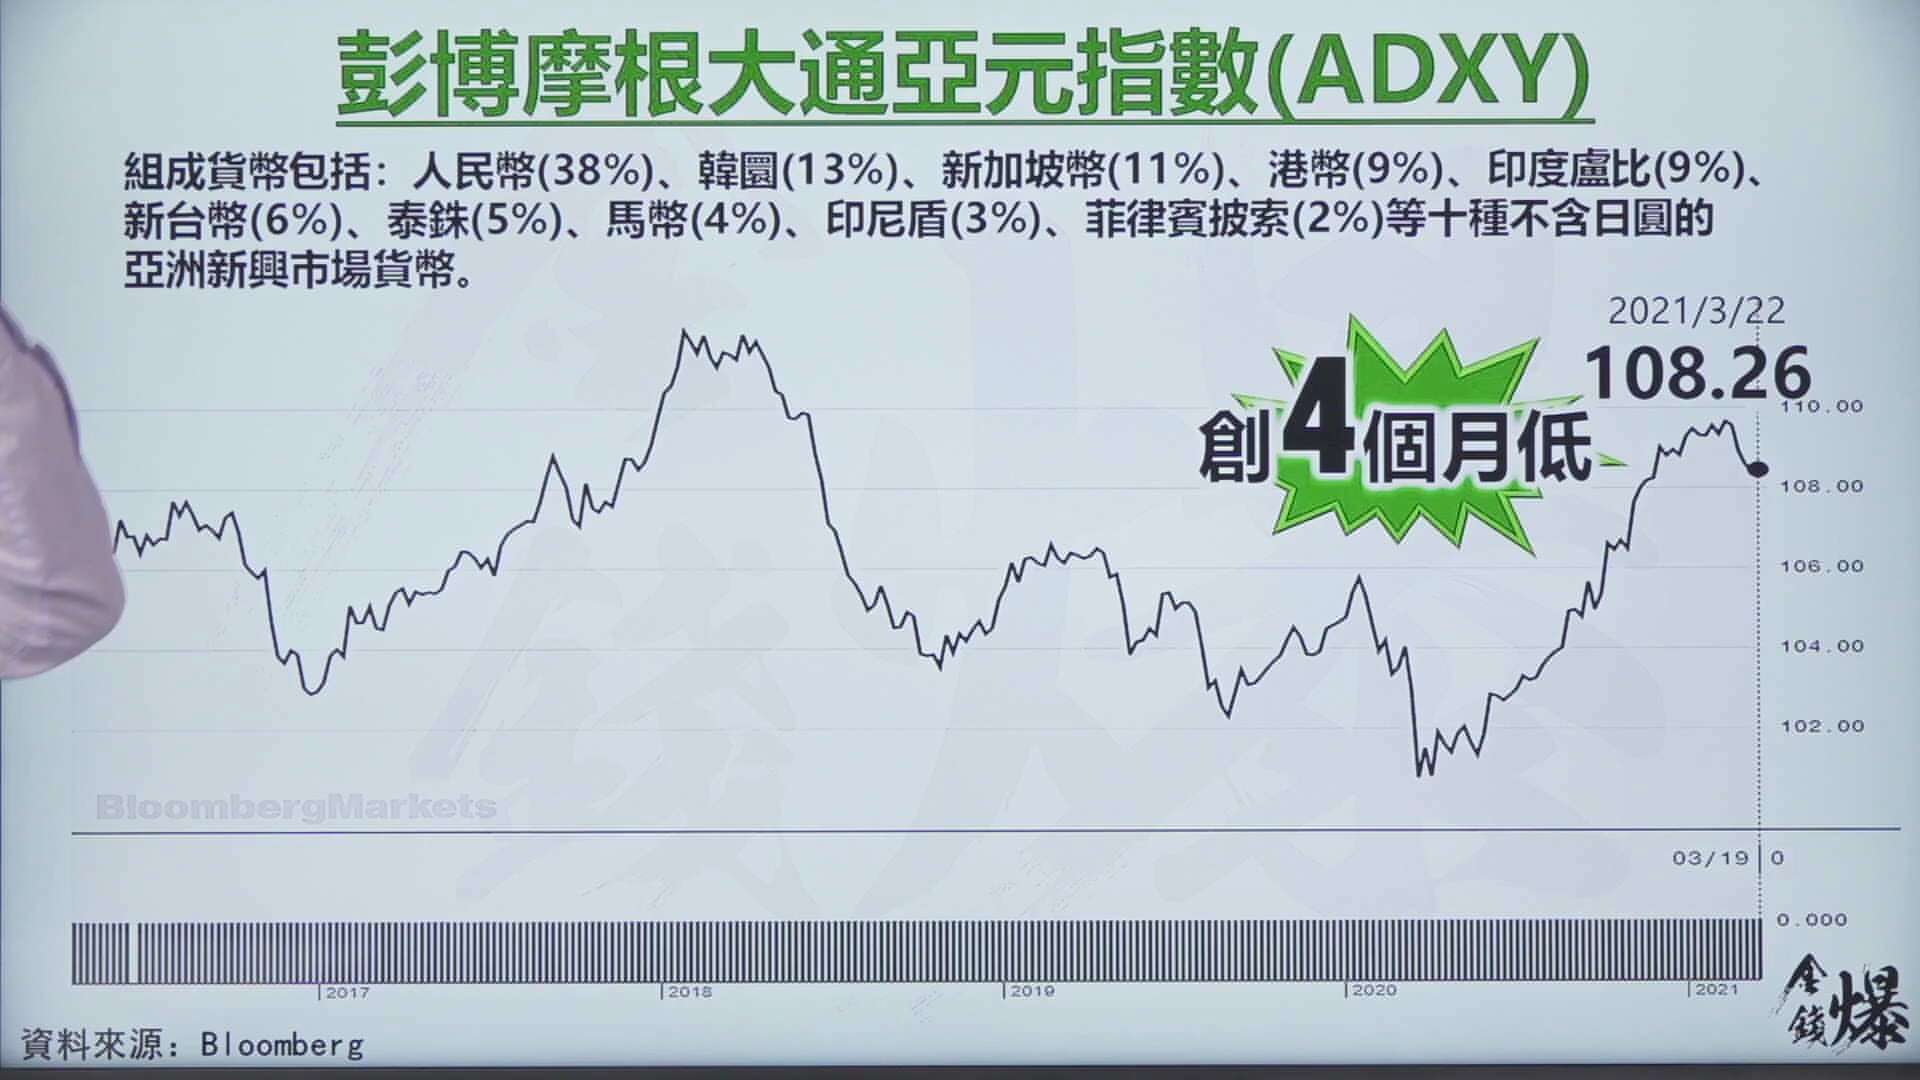 彭博摩根大通亞元指數(ADXY)
組成貨幣包括：人民幣(38%)、韓圜(13%)、新加坡幣(11%)、港幣(9%)、印度盧比(9%)、
新台幣(6%)、泰銖(5%)、馬幣(4%)、印尼盾(3%)、菲律賓披索(2%)等十種不含日圓的
亞洲新興市場貨幣。
2021/3/22
108.26
創4個月低
110.00
108.00
106.00
104.00
102.00
BloombergMarkets
03/19 0
0.000
2017
2018
2019
2020
2021
金錢爆
資料來源：Bloomberg